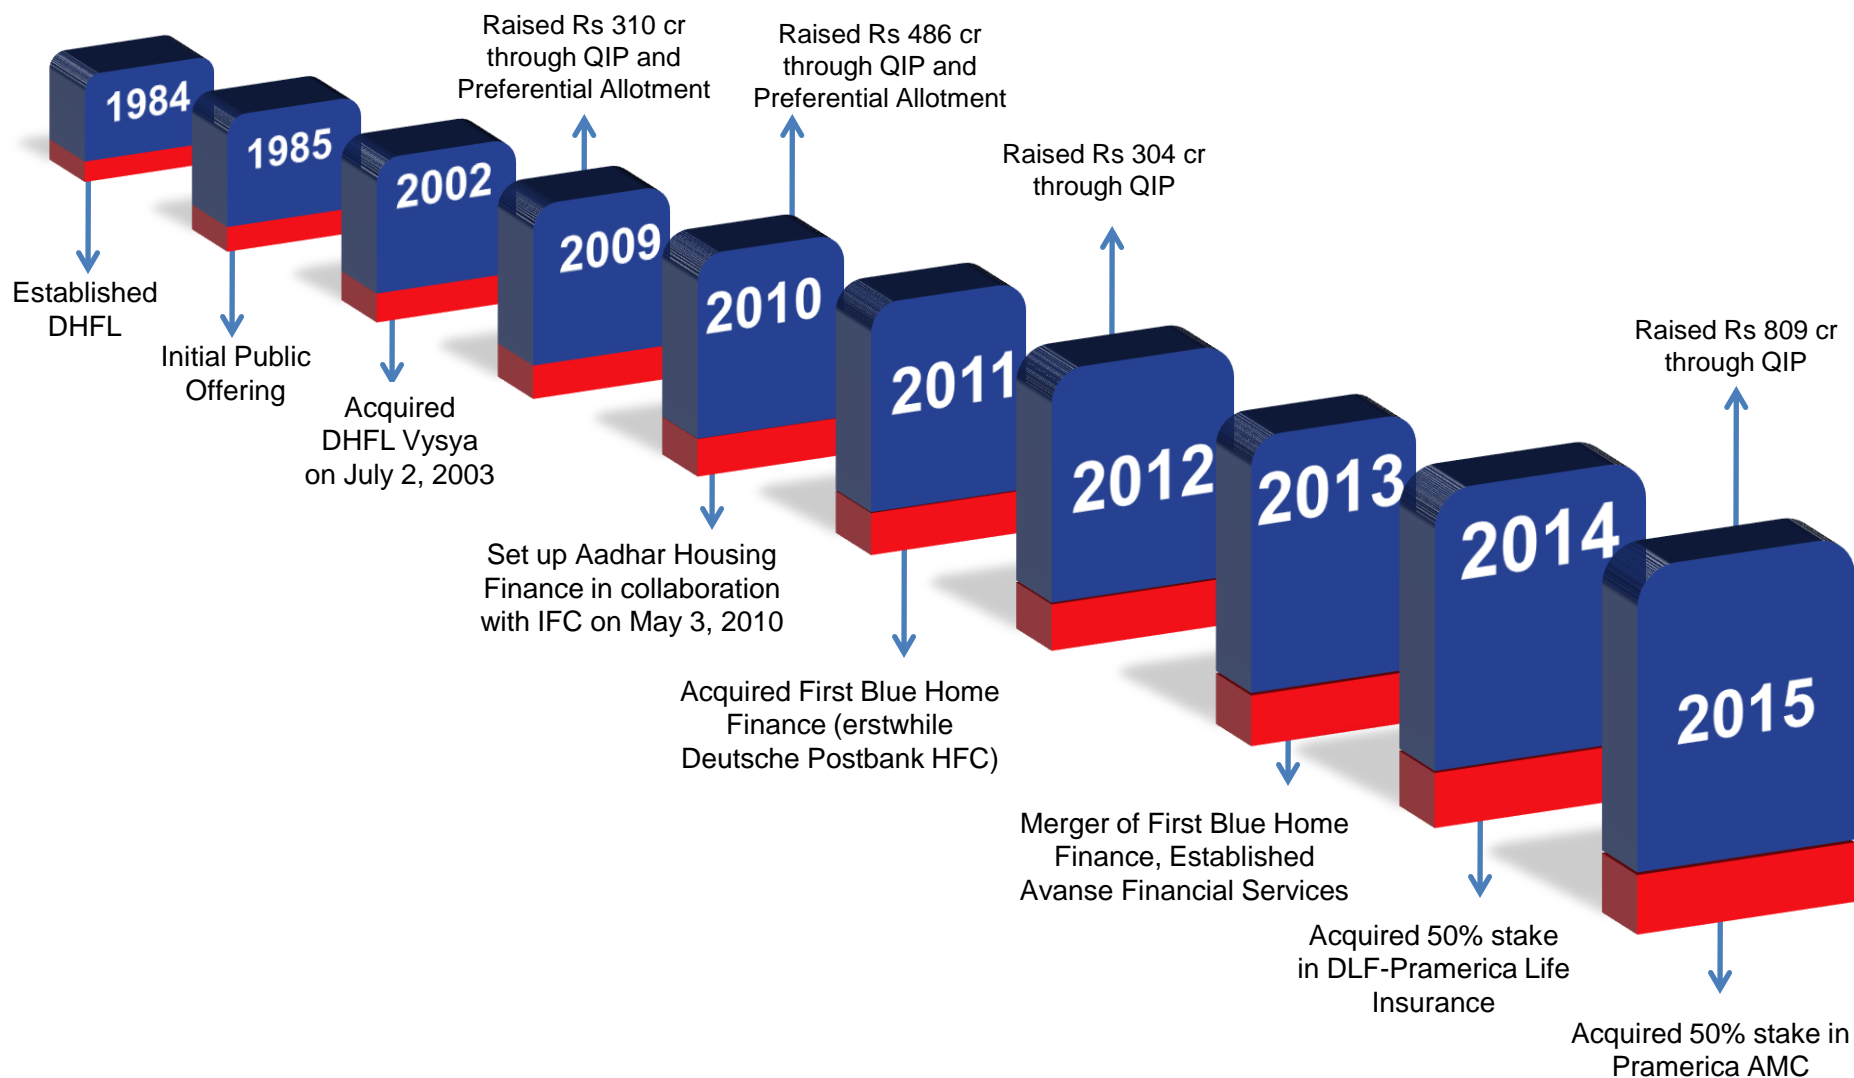 1984
Established
DHFL
1985
Initial Public
Offering
2002
Acquired
DHFL Vysya
on July 2, 2003
Raised Rs 310 cr
through QIP and
Preferential Allotment
2009
Raised Rs 486 cr
through QIP and
Preferential Allotment
2010
Set up Aadhar Housing
Finance in collaboration
with IFC on May 3, 2010
2011
Acquired First Blue Home
Finance (erstwhile
Deutsche Postbank HFC)
Raised Rs 304 cr
through QIP
2012
2013
Merger of First Blue Home
Finance, Established
Avanse Financial Services
2014
Acquired 50% stake
in DLF-Pramerica Life
Insurance
Raised Rs 809 cr
through QIP
2015
Acquired 50% stake in
Pramerica AMC